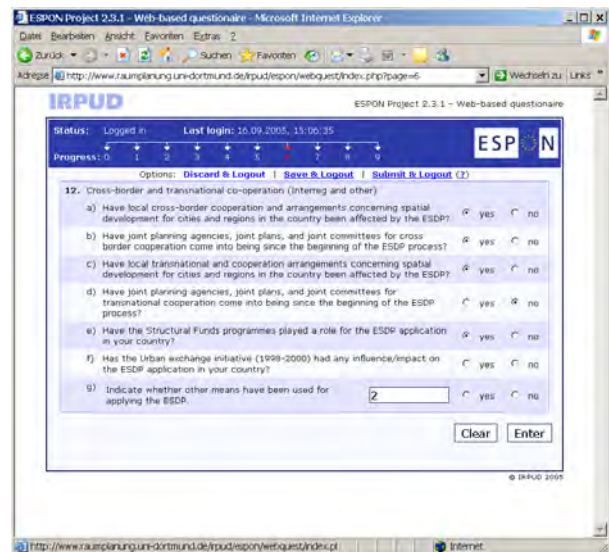 ESPON Project 2.3.1 - Web-based questionaire - Microsoft Internet Explorer
Datei Bearbeiten Ansicht Favoriten Extras ?
Zurück Suchen Favoriten
Adresse http://www.raumplanung.uni-dortmund.de/irpud/espon/webquest/index.php?page=6 Wechseln zu Links
IRPUD
ESPON Project 2.3.1 - Web-based questionaire
Status: Logged in Last login: 16.09.2005, 15:06:35
ESPON
Progress: 0 1 2 3 4 5 6 7 8 9
Options: Discard & Logout | Save & Logout | Submit & Logout (?)
12. Cross-border and transnational co-operation (Interreg and other)
a) Have local cross-border cooperation and arrangements concerning spatial
development for cities and regions in the country been affected by the ESDP? yes no
b) Have joint planning agencies, joint plans, and joint committees for cross
border cooperation come into being since the beginning of the ESDP process? yes no
c) Have local transnational and cooperation arrangements concerning spatial
development for cities and regions in the country been affected by the ESDP? yes no
d) Have joint planning agencies, joint plans, and joint committees for
transnational cooperation come into being since the beginning of the ESDP yes no
process?
e) Have the Structural Funds programmes played a role for the ESDP application
in your country? yes no
f) Has the Urban exchange initiative (1998-2000) had any influence/impact on
the ESDP application in your country? yes no
g) Indicate whether other means have been used for
applying the ESDP. 2 yes no
Clear Enter
© IRPUD 2005
http://www.raumplanung.uni-dortmund.de/irpud/espon/webquest/index.pl Internet